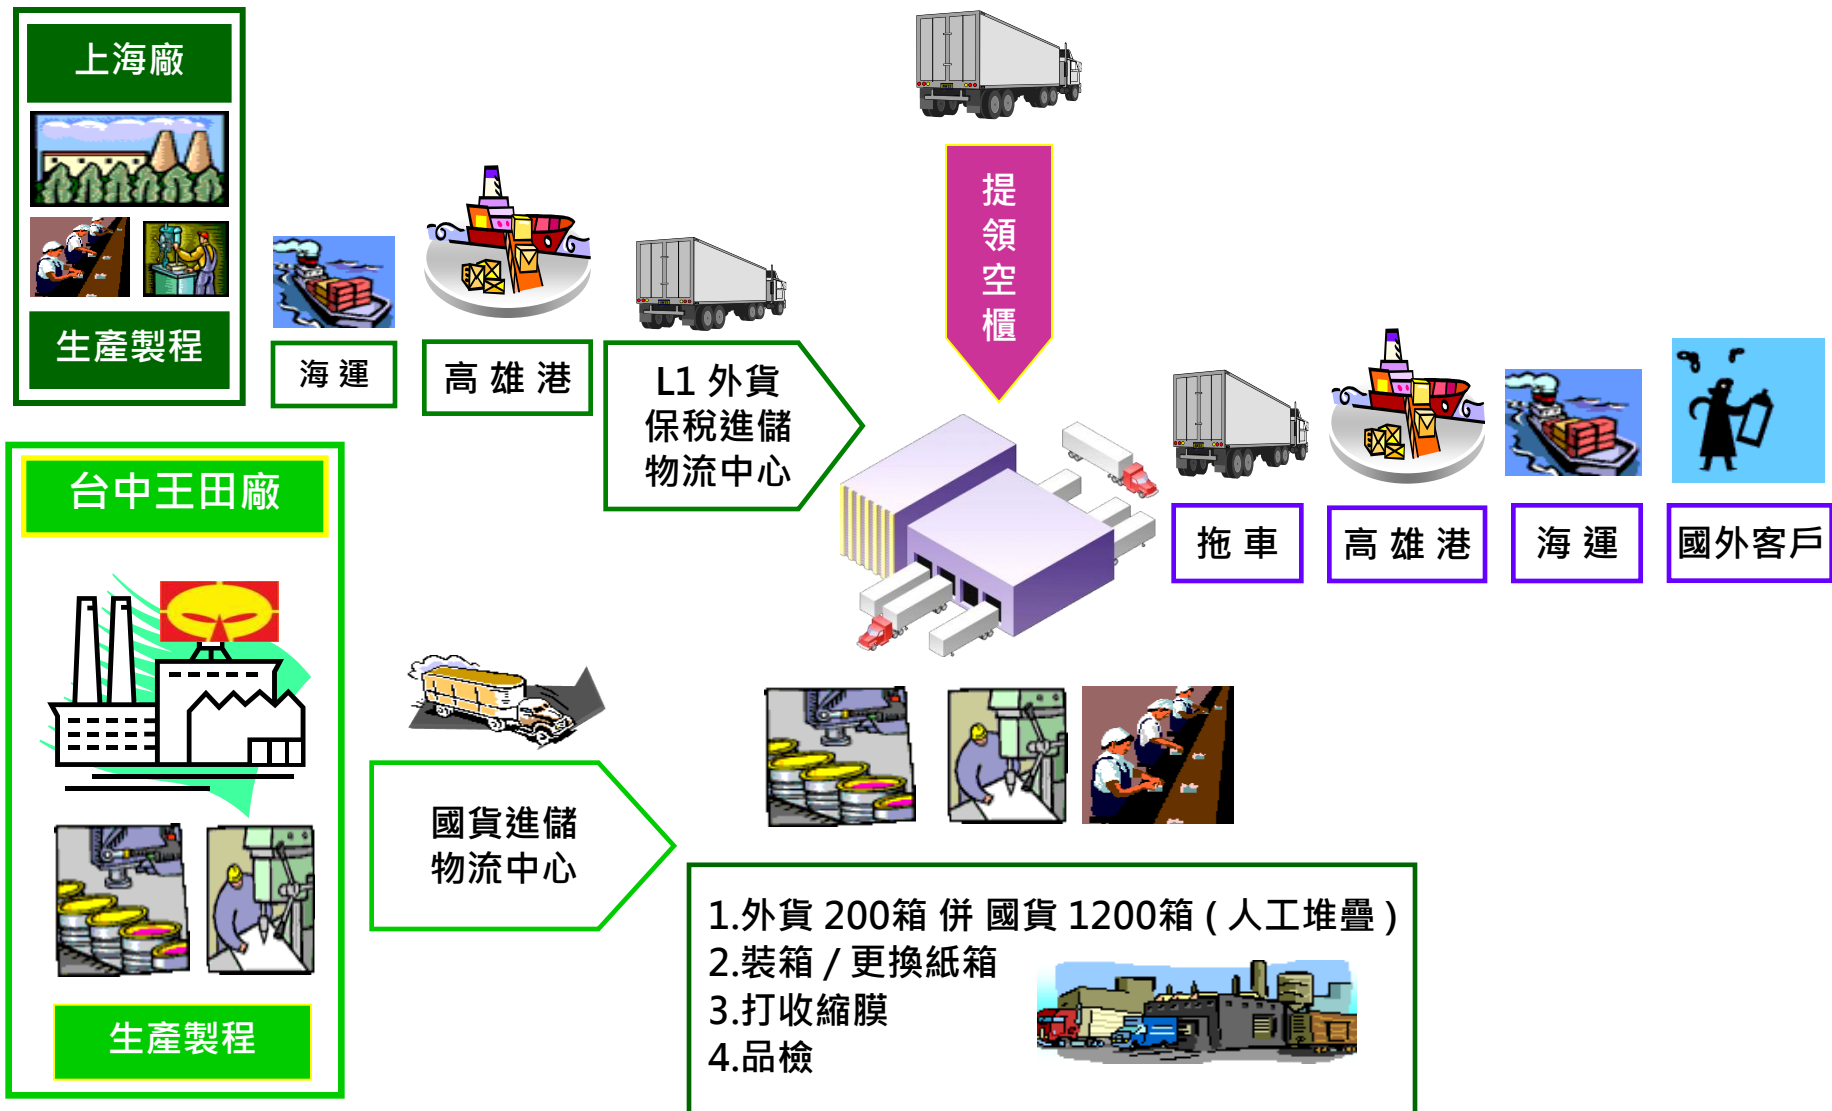 上海廠
生產製程
海運
高雄港
L1 外貨
保稅進儲
物流中心
提
領
空
櫃
拖車
高雄港
海運
國外客戶
台中王田廠
生產製程
國貨進儲
物流中心
1.外貨 200箱 併 國貨 1200箱 ( 人工堆疊 )
2.裝箱 / 更換紙箱
3.打收縮膜
4.品檢